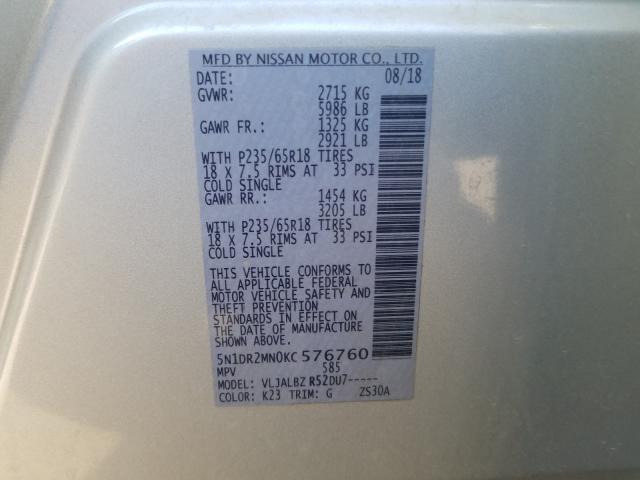 MFD BY NISSAN MOTOR CO., LTD.
DATE: 08/18
GVWR: 2715 KG
5986 LB
GAWR FR.: 1325 KG
2921 LB
WITH P235/65R18 TIRES
18 X 7.5 RIMS AT 33 PSI
COLD SINGLE
GAWR RR.: 1454 KG
3205 LB
WITH P235/65R18 TIRES
18 X 7.5 RIMS AT 33 PSI
COLD SINGLE
THIS VEHICLE CONFORMS TO
ALL APPLICABLE FEDERAL
MOTOR VEHICLE SAFETY AND
THEFT PREVENTION
STANDARDS IN EFFECT ON
THE DATE OF MANUFACTURE
SHOWN ABOVE.
5N1DR2MN0KC 576760
MPV 585
MODEL: VLJALBZ R52DU7-----
COLOR: K23 TRIM: G ZS30A